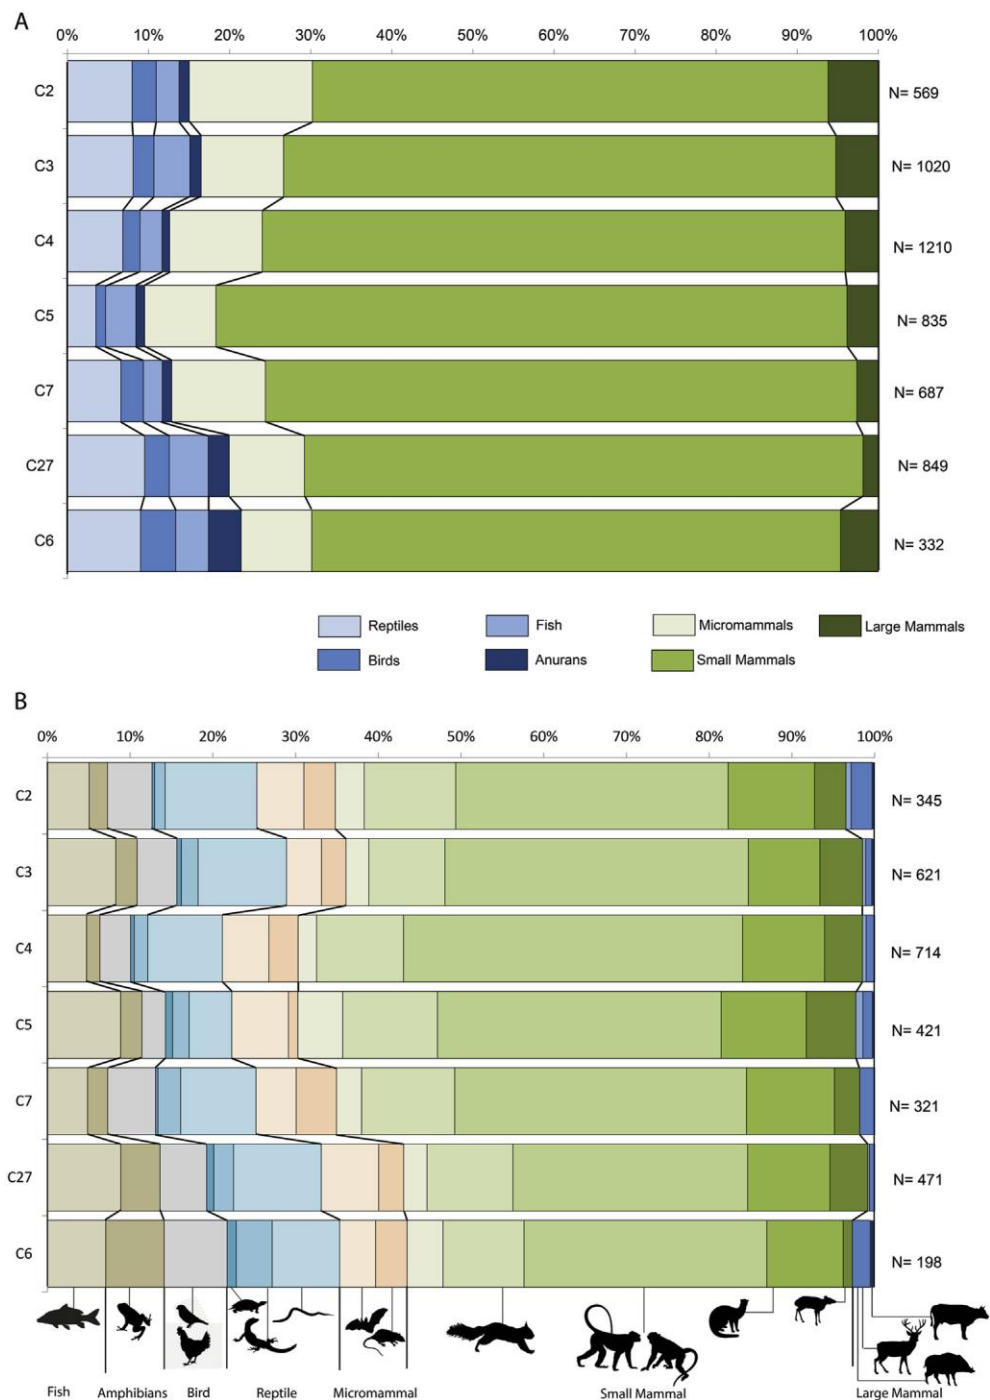 A
0% 10% 20% 30% 40% 50% 60% 70% 80% 90% 100%
C2 N= 569
C3 N= 1020
C4 N= 1210
C5 N= 835
C7 N= 687
C27 N= 849
C6 N= 332
Reptiles Fish Micromammals Large Mammals
Birds Anurans Small Mammals
B
0% 10% 20% 30% 40% 50% 60% 70% 80% 90% 100%
C2 N= 345
C3 N= 621
C4 N= 714
C5 N= 421
C7 N= 321
C27 N= 471
C6 N= 198
Fish Amphibians Bird Reptile Micromammal Small Mammal Large Mammal